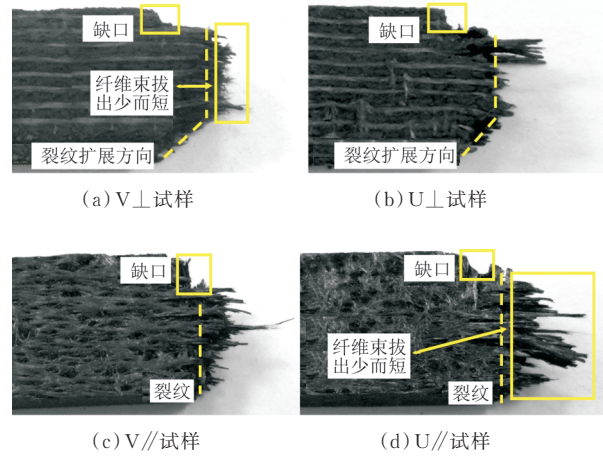 缺口
纤维束拔
出少而短
裂纹扩展方向
(a) V⊥试样
缺口
裂纹扩展方向
(b) U⊥试样
缺口
裂纹
(c) V∥试样
缺口
纤维束拔
出少而短
裂纹
(d) U∥试样